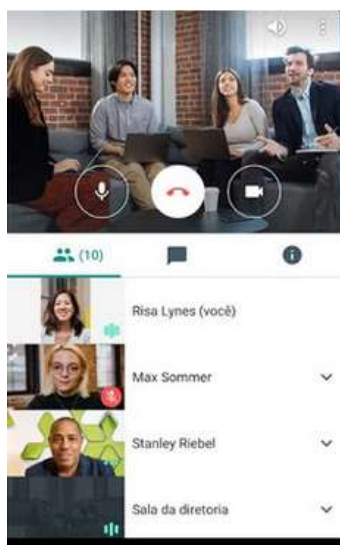 (10)
Risa Lynes (você)
Max Sommer
Stanley Riebel
Sala da diretoria